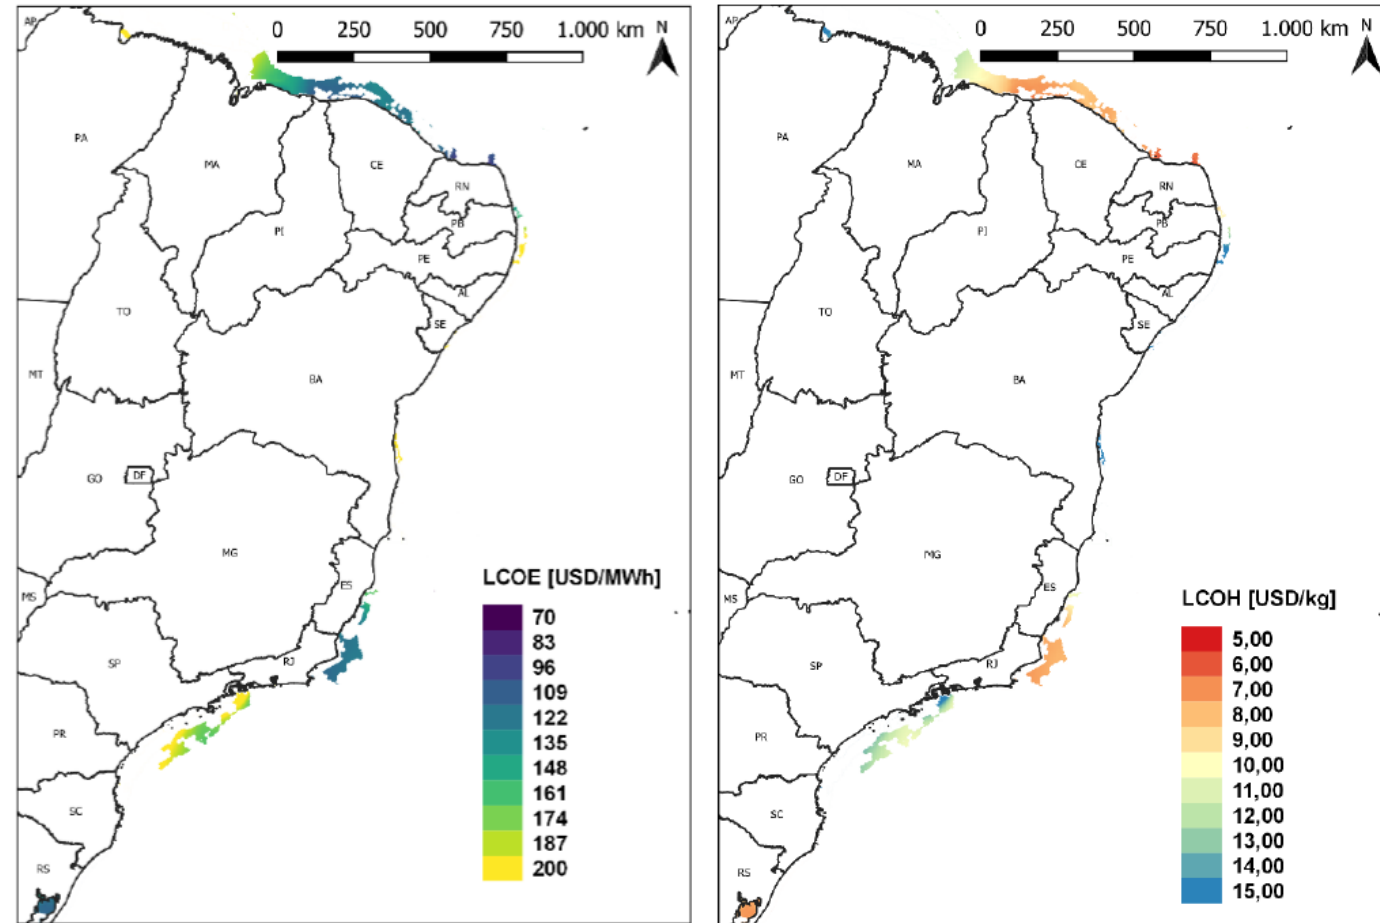 0 250 500 750 1.000 km N
AP
PA
MA
CE
RN
PB
PI
PE
AL
TO
SE
MT
BA
GO
DF
MG
ES
MS
SP
RJ
PR
SC
RS
LCOE [USD/MWh]
70
83
96
109
122
135
148
161
174
187
200
0 250 500 750 1.000 km N
AP
PA
MA
CE
RN
PB
PI
PE
AL
TO
SE
MT
BA
GO
DF
MG
ES
MS
SP
RJ
PR
SC
RS
LCOH [USD/kg]
5,00
6,00
7,00
8,00
9,00
10,00
11,00
12,00
13,00
14,00
15,00